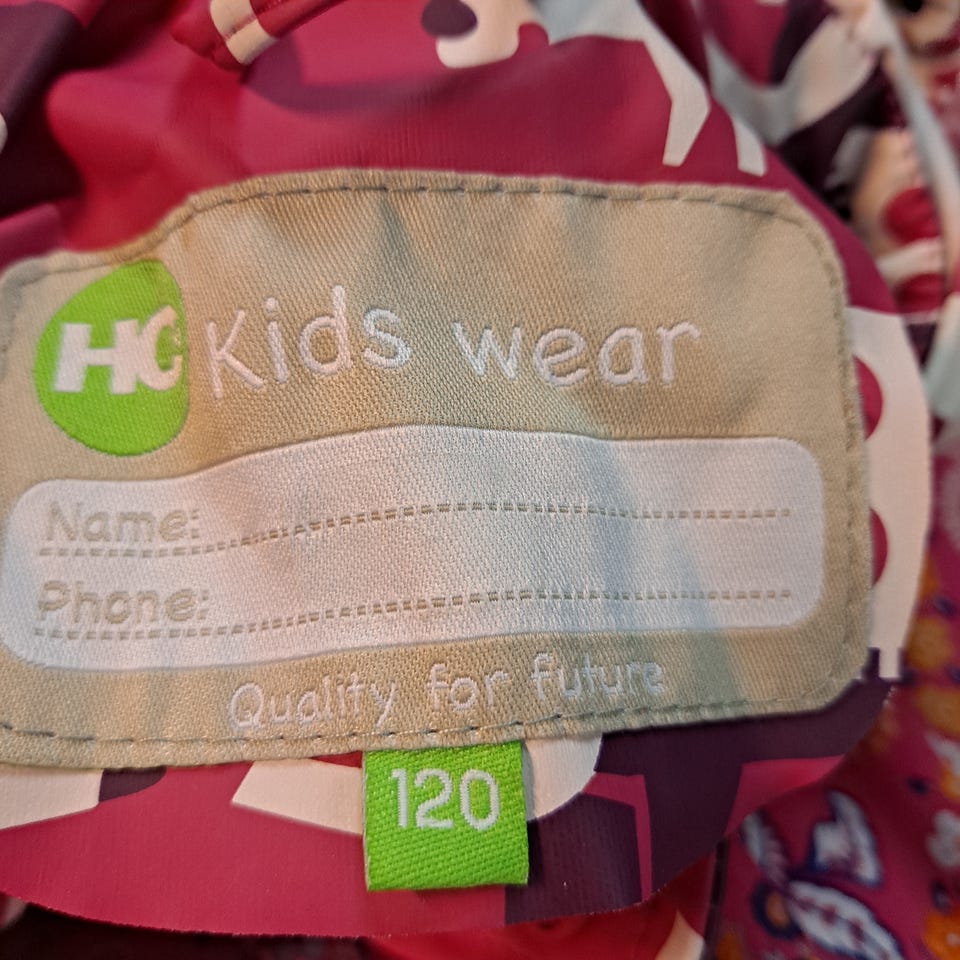 HC Kids wear
Name:
Phone:
Quality for future
120